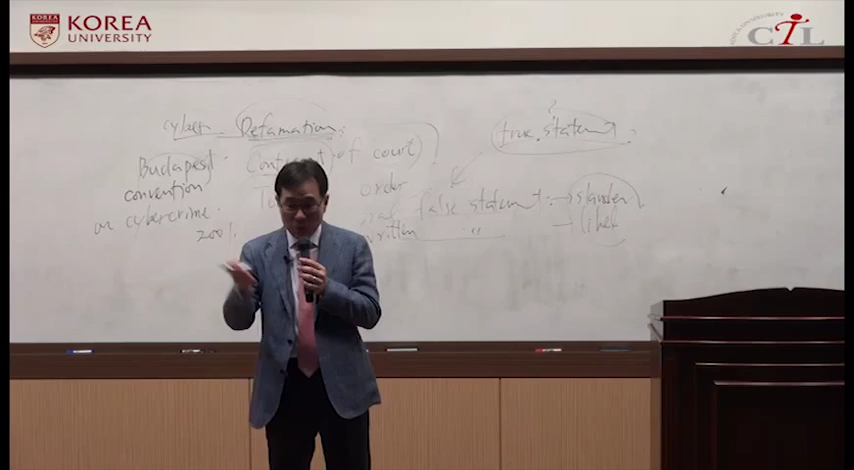 KOREA
UNIVERSITY
CTL
cyber Defamation.
true statement.
Budapest
Contempt of court
convention
order
on cybercrime.
false statement. → slander
2001.
written " → libel